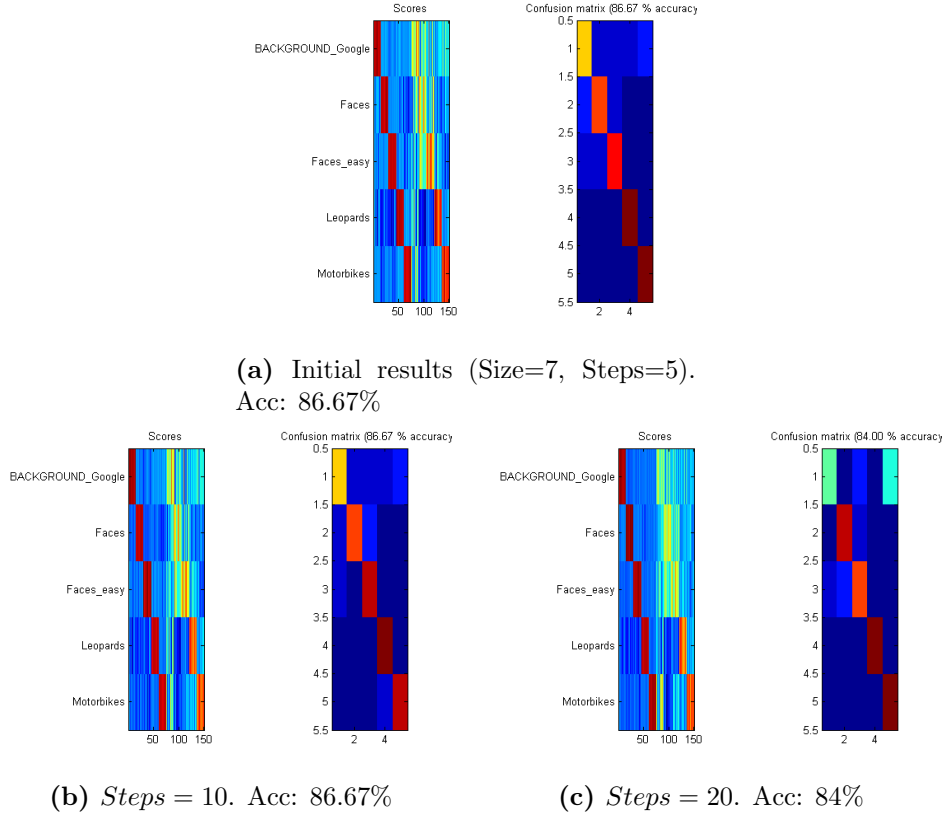 Scores
Confusion matrix (86.67 % accuracy
BACKGROUND_Google
Faces
Faces_easy
Leopards
Motorbikes
50 100 150
0.5
1
1.5
2
2.5
3
3.5
4
4.5
5
5.5
2 4
(a) Initial results (Size=7, Steps=5).
Acc: 86.67%
Scores
Confusion matrix (86.67 % accuracy
BACKGROUND_Google
Faces
Faces_easy
Leopards
Motorbikes
50 100 150
0.5
1
1.5
2
2.5
3
3.5
4
4.5
5
5.5
2 4
(b) Steps = 10. Acc: 86.67%
Scores
Confusion matrix (84.00 % accuracy
BACKGROUND_Google
Faces
Faces_easy
Leopards
Motorbikes
50 100 150
0.5
1
1.5
2
2.5
3
3.5
4
4.5
5
5.5
2 4
(c) Steps = 20. Acc: 84%